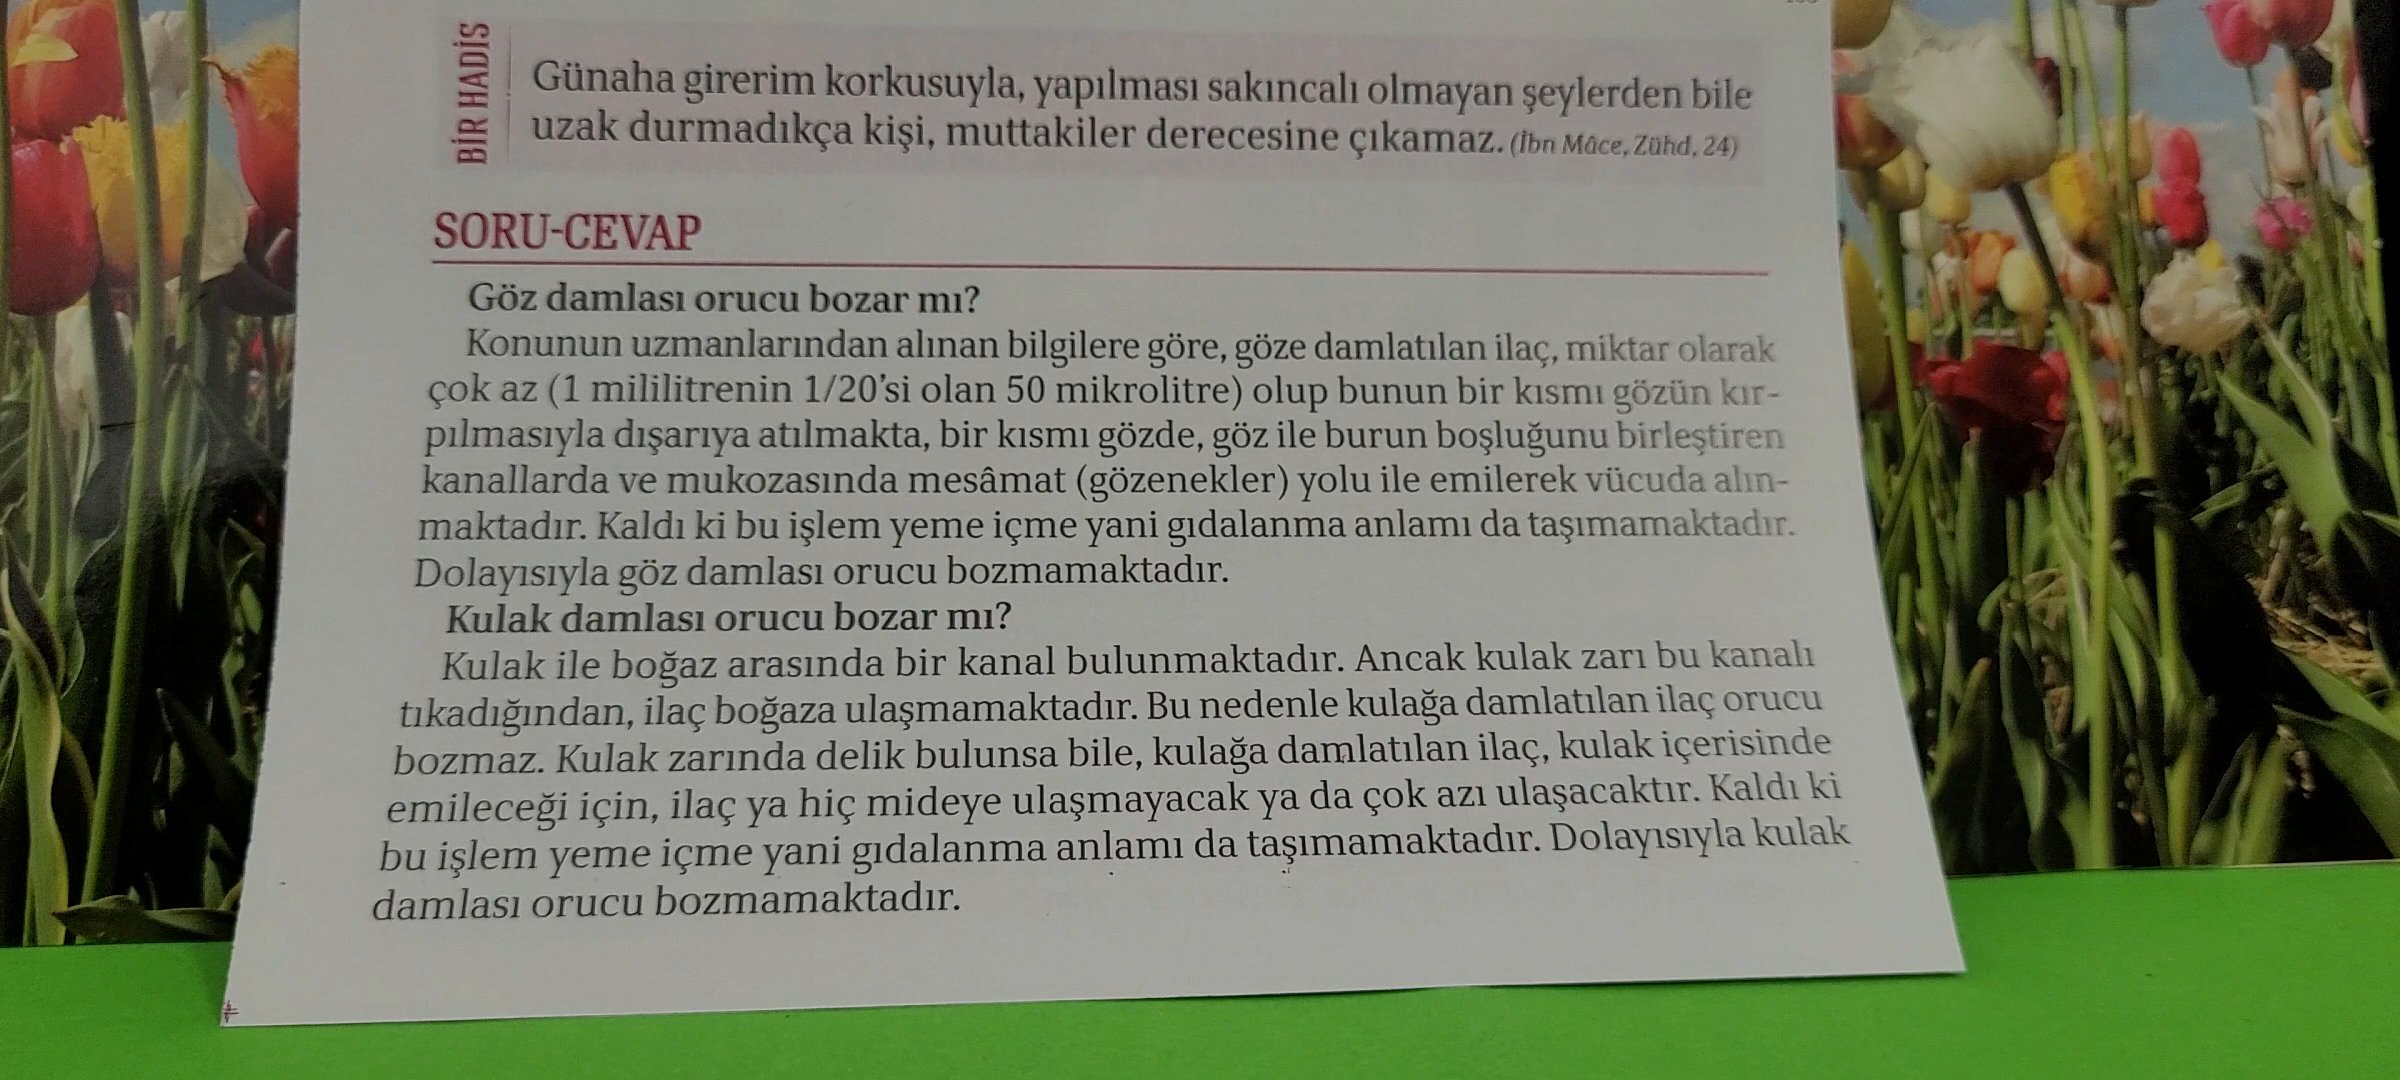 BİR HADİS
Günaha girerim korkusuyla, yapılması sakıncalı olmayan şeylerden bile
uzak durmadıkça kişi, muttakiler derecesine çıkamaz. (İbn Mâce, Zühd, 24)
SORU-CEVAP
Göz damlası orucu bozar mı?
Konunun uzmanlarından alınan bilgilere göre, göze damlatılan ilaç, miktar olarak
çok az (1 mililitrenin 1/20'si olan 50 mikrolitre) olup bunun bir kısmı gözün kır-
pılmasıyla dışarıya atılmakta, bir kısmı gözde, göz ile burun boşluğunu birleştiren
kanallarda ve mukozasında mesâmat (gözenekler) yolu ile emilerek vücuda alın-
maktadır. Kaldı ki bu işlem yeme içme yani gıdalanma anlamı da taşımamaktadır.
Dolayısıyla göz damlası orucu bozmamaktadır.
Kulak damlası orucu bozar mı?
Kulak ile boğaz arasında bir kanal bulunmaktadır. Ancak kulak zarı bu kanalı
tıkadığından, ilaç boğaza ulaşmamaktadır. Bu nedenle kulağa damlatılan ilaç orucu
bozmaz. Kulak zarında delik bulunsa bile, kulağa damlatılan ilaç, kulak içerisinde
emileceği için, ilaç ya hiç mideye ulaşmayacak ya da çok azı ulaşacaktır. Kaldı ki
bu işlem yeme içme yani gıdalanma anlamı da taşımamaktadır. Dolayısıyla kulak
damlası orucu bozmamaktadır.